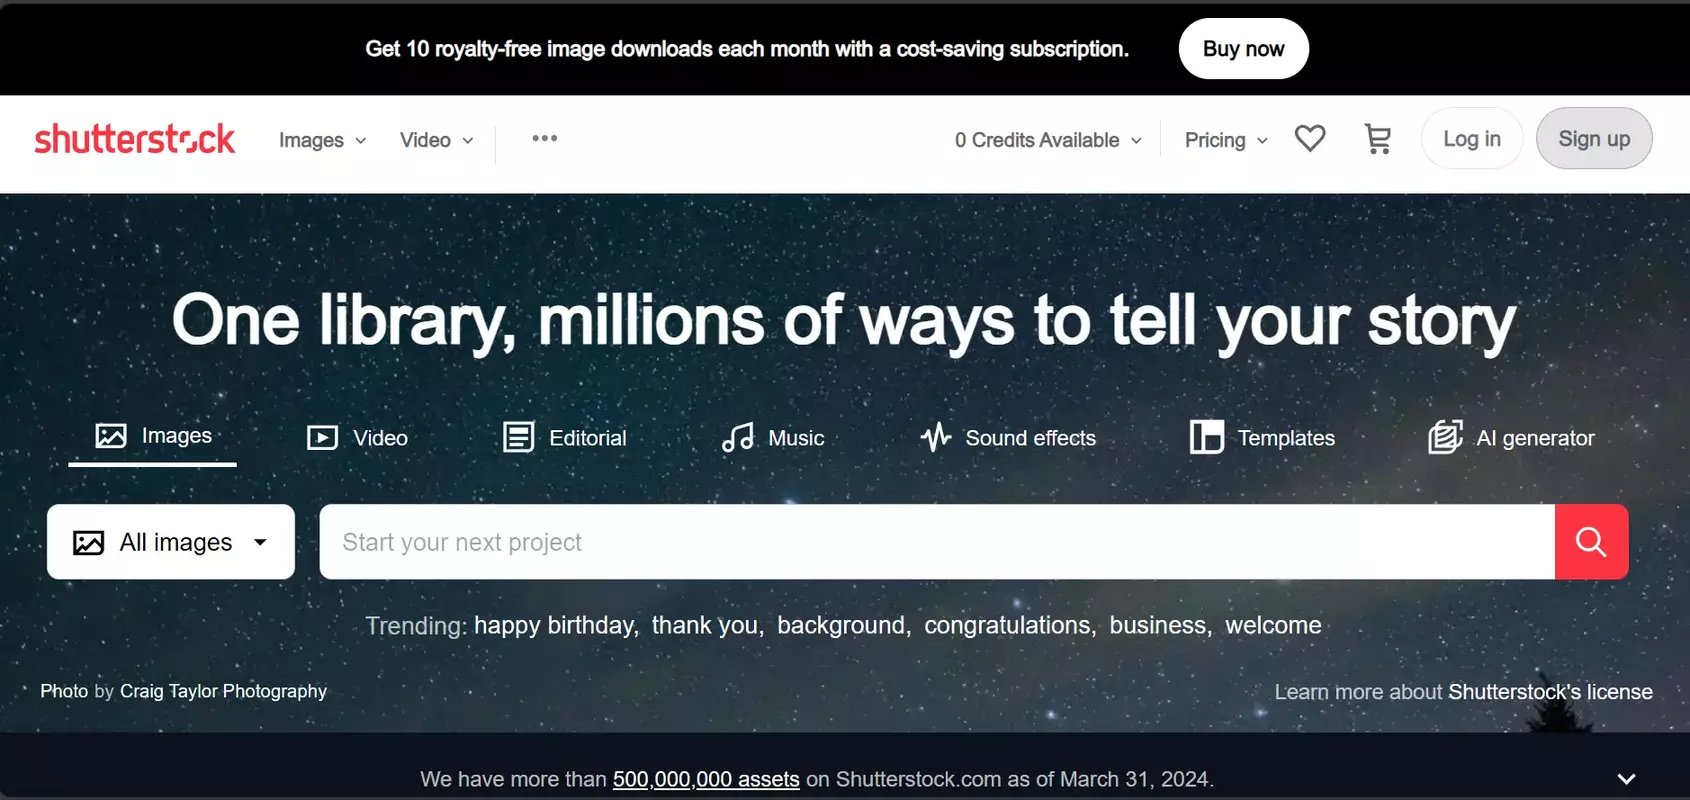 Get 10 royalty-free image downloads each month with a cost-saving subscription. Buy now
shutterstock Images Video ••• 0 Credits Available Pricing Log in Sign up
One library, millions of ways to tell your story
Images Video Editorial Music Sound effects Templates AI generator
All images Start your next project
Trending: happy birthday, thank you, background, congratulations, business, welcome
Photo by Craig Taylor Photography Learn more about Shutterstock's license
We have more than 500,000,000 assets on Shutterstock.com as of March 31, 2024.